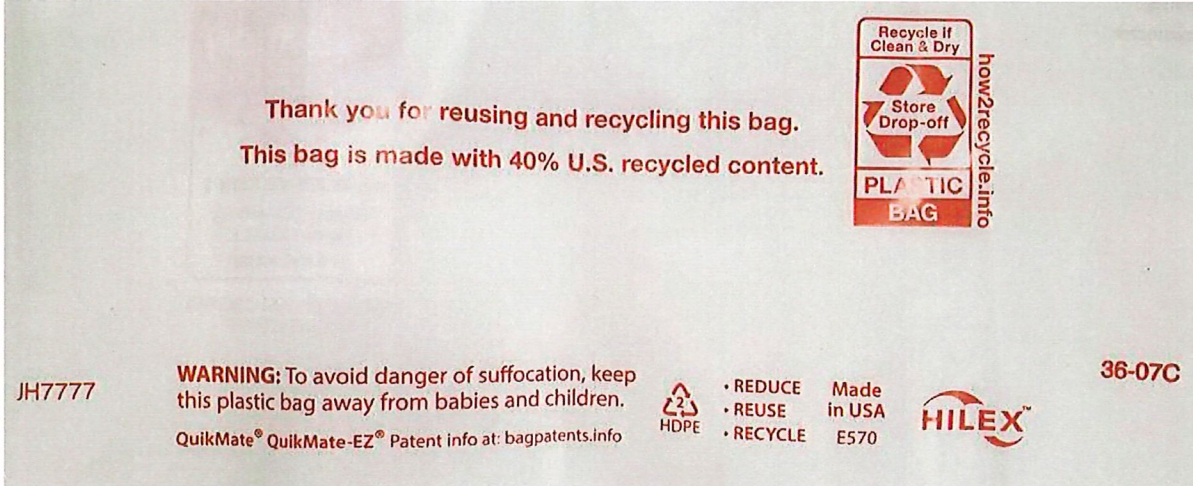 Recycle if
Clean & Dry
Store
Drop-off
PLASTIC
BAG
how2recycle.info
Thank you for reusing and recycling this bag.
This bag is made with 40% U.S. recycled content.
JH7777
WARNING: To avoid danger of suffocation, keep
this plastic bag away from babies and children.
QuikMate® QuikMate-EZ® Patent info at: bagpatents.info
2
HDPE
• REDUCE
• REUSE
• RECYCLE
Made
in USA
E570
HILEX™
36-07C